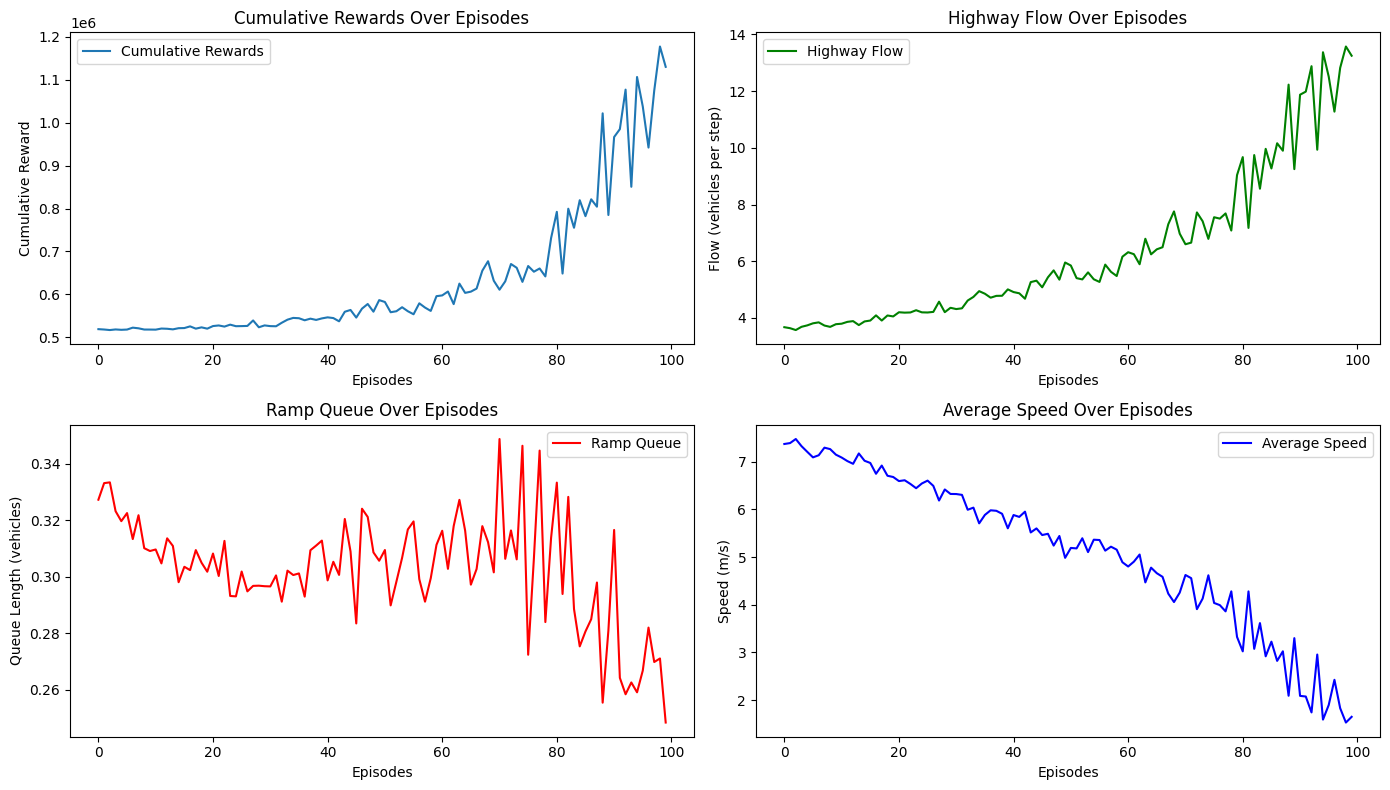 Cumulative Rewards Over Episodes
1e6
Cumulative Rewards
1.2
1.1
1.0
0.9
0.8
0.7
0.6
0.5
Cumulative Reward
0 20 40 60 80 100
Episodes
Highway Flow Over Episodes
Highway Flow
14
12
10
8
6
4
Flow (vehicles per step)
0 20 40 60 80 100
Episodes
Ramp Queue Over Episodes
Ramp Queue
0.34
0.32
0.30
0.28
0.26
Queue Length (vehicles)
0 20 40 60 80 100
Episodes
Average Speed Over Episodes
Average Speed
7
6
5
4
3
2
Speed (m/s)
0 20 40 60 80 100
Episodes